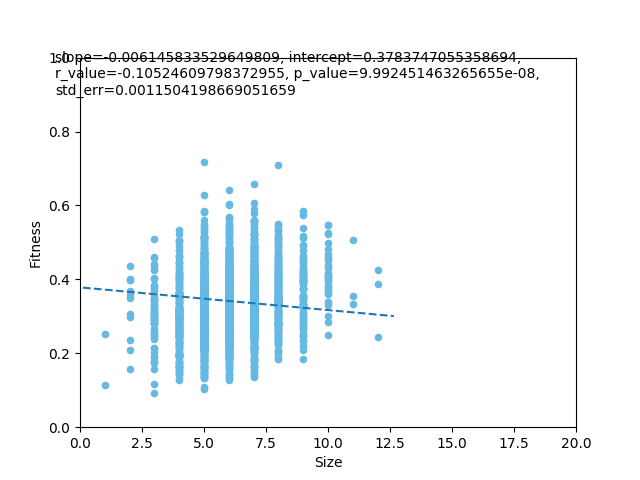 slope=-0.006145833529649809, intercept=0.3783747055358694,
r_value=-0.10524609798372955, p_value=9.992451463265655e-08,
std_err=0.0011504198669051659
1.0
0.8
0.6
0.4
0.2
0.0
Fitness
0.0 2.5 5.0 7.5 10.0 12.5 15.0 17.5 20.0
Size